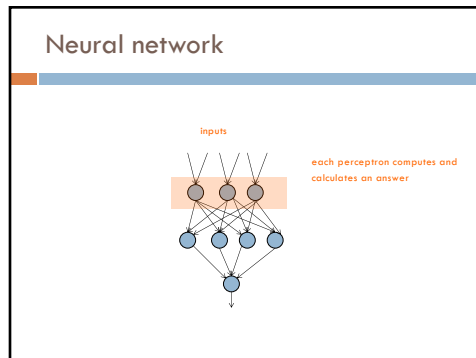 Neural network
inputs
each perceptron computes and
calculates an answer